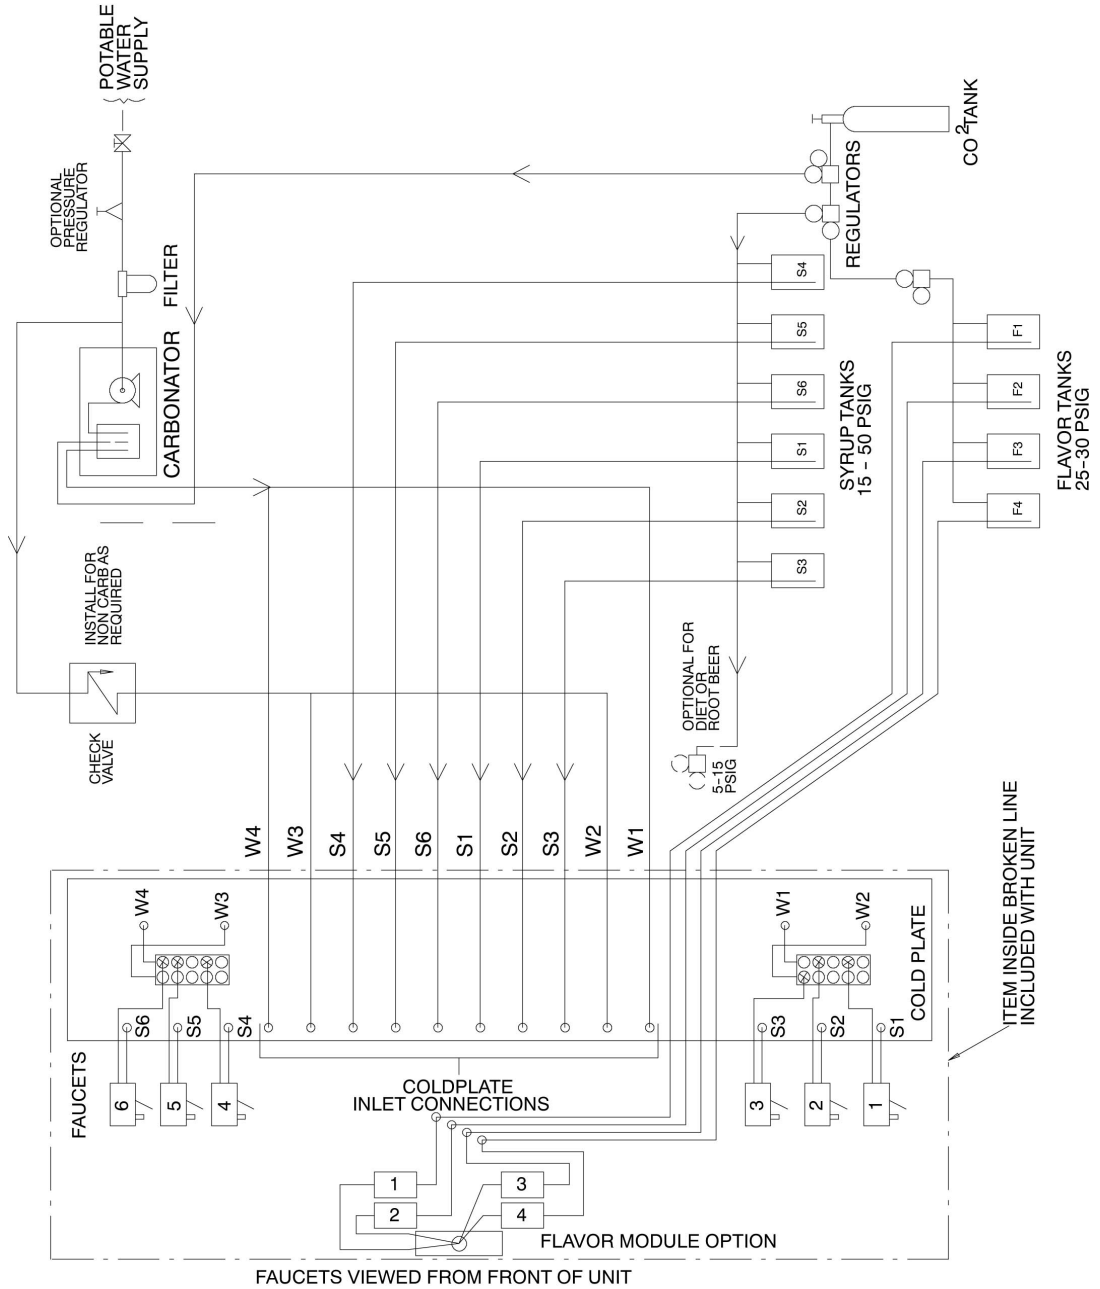 POTABLE
WATER
SUPPLY
OPTIONAL
PRESSURE
REGULATOR
FILTER
CARBONATOR
CO2 TANK
REGULATORS
S4
S5
S6
S1
S2
S3
SYRUP TANKS
15 - 50 PSIG
F1
F2
F3
F4
FLAVOR TANKS
25-30 PSIG
INSTALL FOR
NON CARB AS
REQUIRED
CHECK
VALVE
OPTIONAL FOR
DIET OR
ROOT BEER
5-15
PSIG
W4
W3
S4
S5
S6
S1
S2
S3
W2
W1
W4
W3
W1
W2
S6
S5
S4
S3
S2
S1
COLD PLATE
FAUCETS
6
5
4
3
2
1
COLDPLATE
INLET CONNECTIONS
ITEM INSIDE BROKEN LINE
INCLUDED WITH UNIT
1
2
3
4
FLAVOR MODULE OPTION
FAUCETS VIEWED FROM FRONT OF UNIT